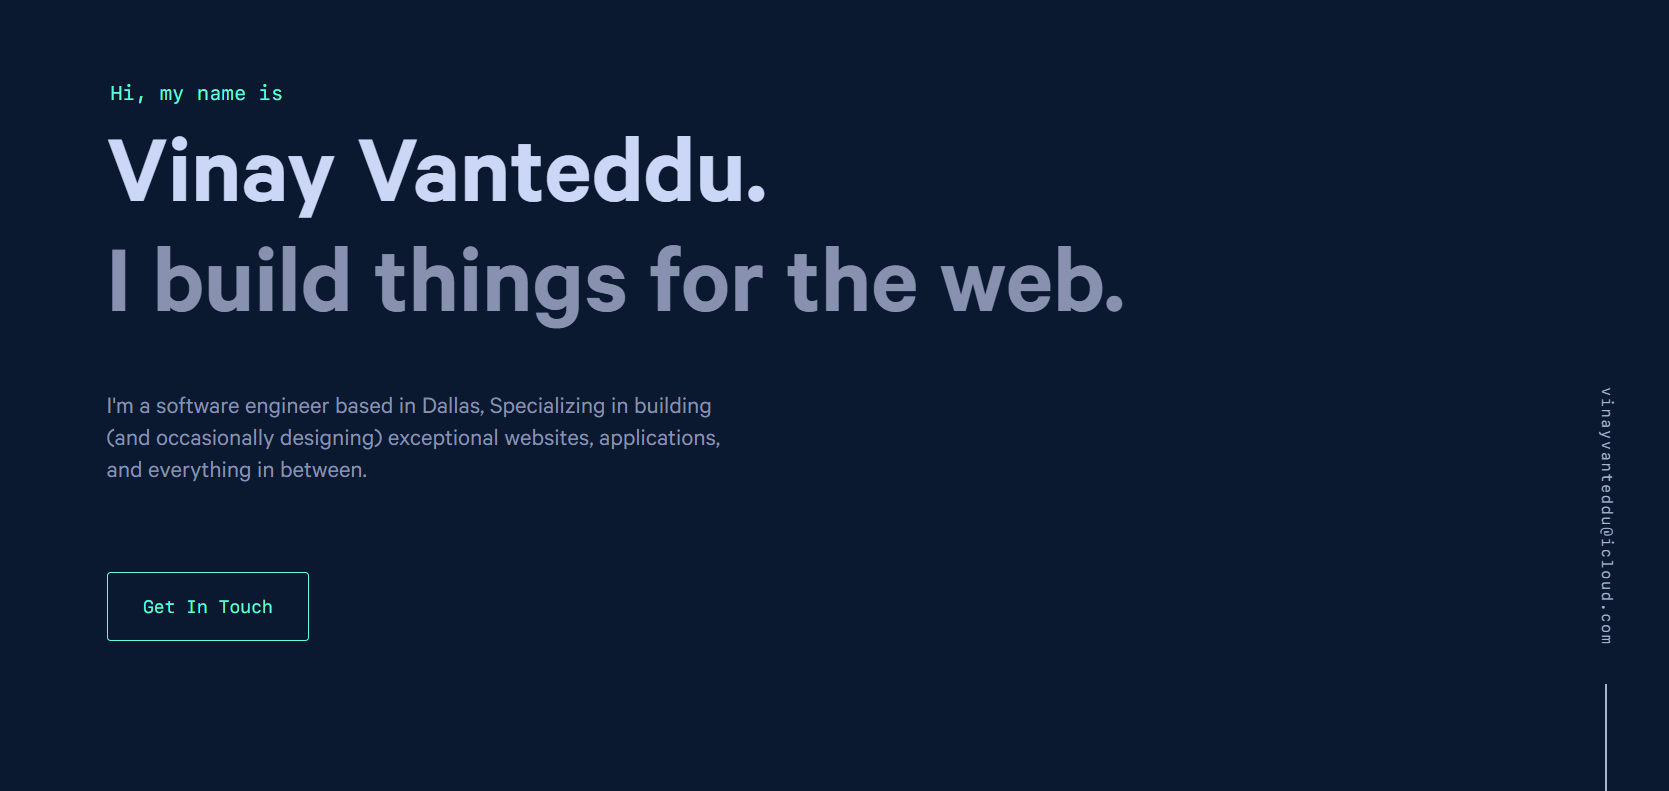 Hi, my name is
Vinay Vanteddu.
I build things for the web.
I'm a software engineer based in Dallas, Specializing in building
(and occasionally designing) exceptional websites, applications,
and everything in between.
Get In Touch
vinayvanteddu@icloud.com